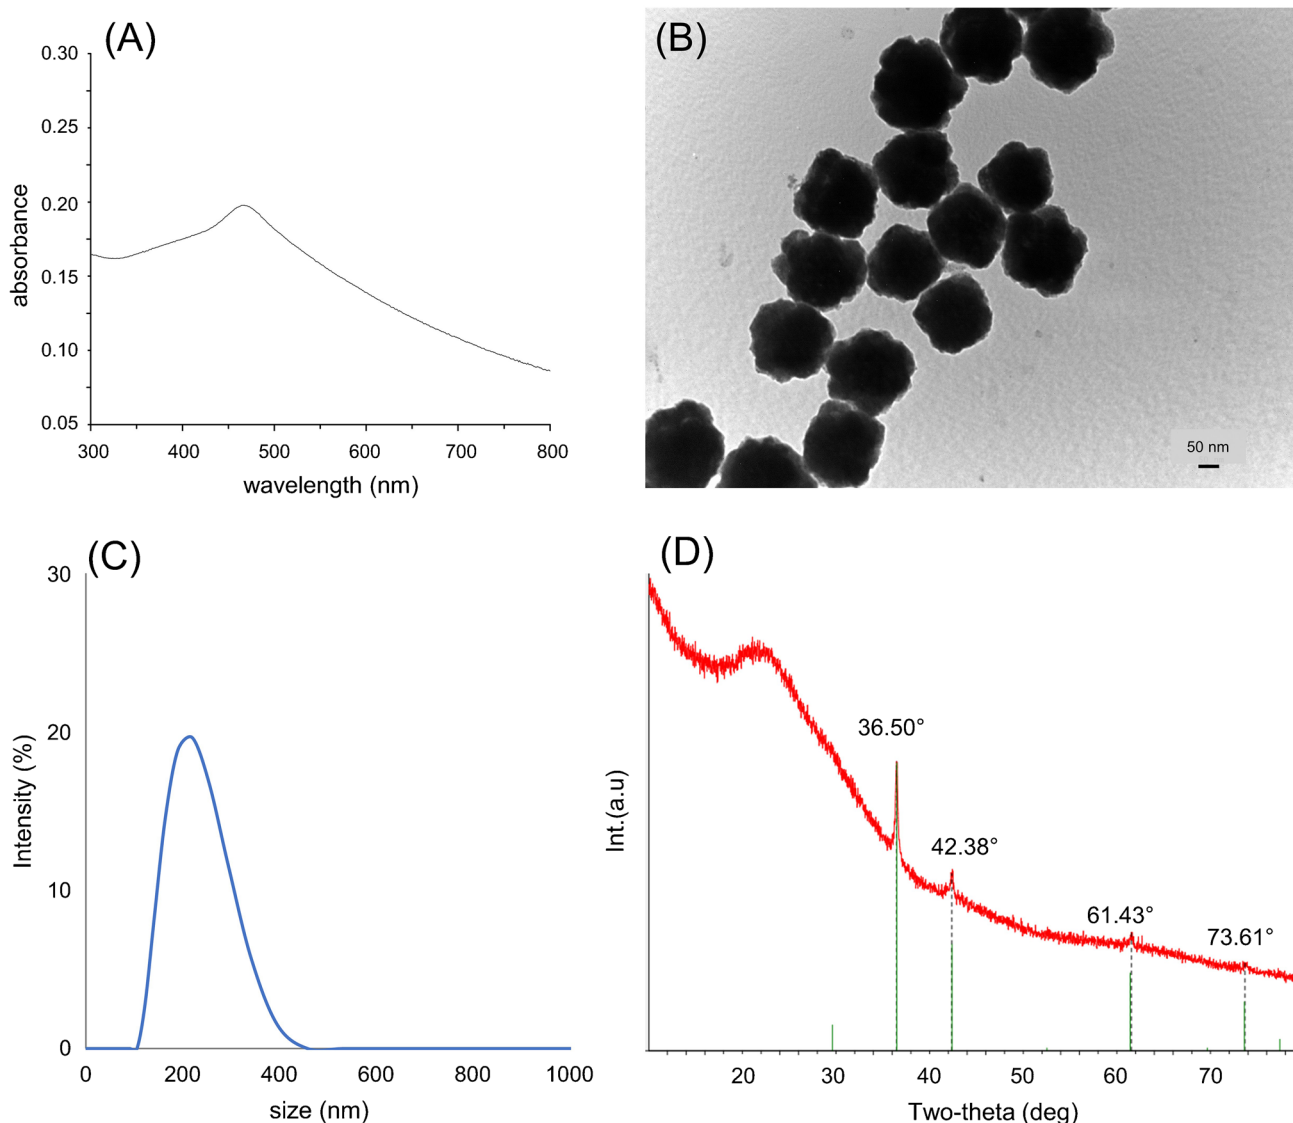 (A)
0.30
0.25
0.20
0.15
0.10
0.05
absorbance
300 400 500 600 700 800
wavelength (nm)
(B)
50 nm
(C)
30
20
10
0
Intensity (%)
0 200 400 600 800 1000
size (nm)
(D)
36.50°
42.38°
61.43°
73.61°
Int.(a.u)
20 30 40 50 60 70
Two-theta (deg)